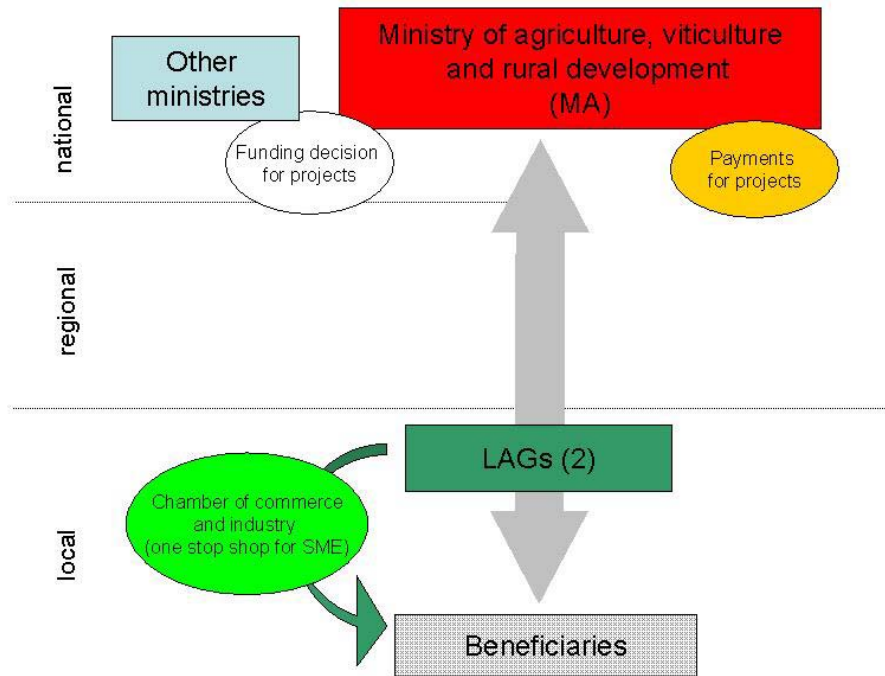 Ministry of agriculture, viticulture
and rural development
(MA)
Other
ministries
national
Funding decision
for projects
Payments
for projects
regional
LAGs (2)
Chamber of commerce
and industry
(one stop shop for SME)
local
Beneficiaries